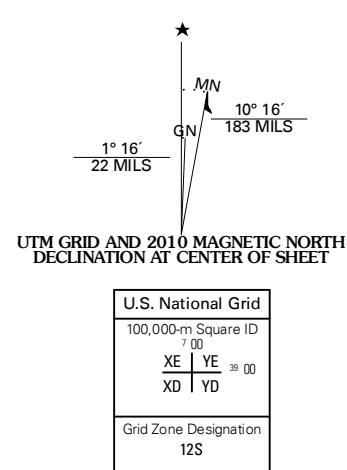 ★
MN
GN
10° 16´
183 MILS
1° 16´
22 MILS
UTM GRID AND 2010 MAGNETIC NORTH
DECLINATION AT CENTER OF SHEET
U.S. National Grid
100,000-m Square ID
7 00
XE YE 39 00
XD YD
Grid Zone Designation
12S